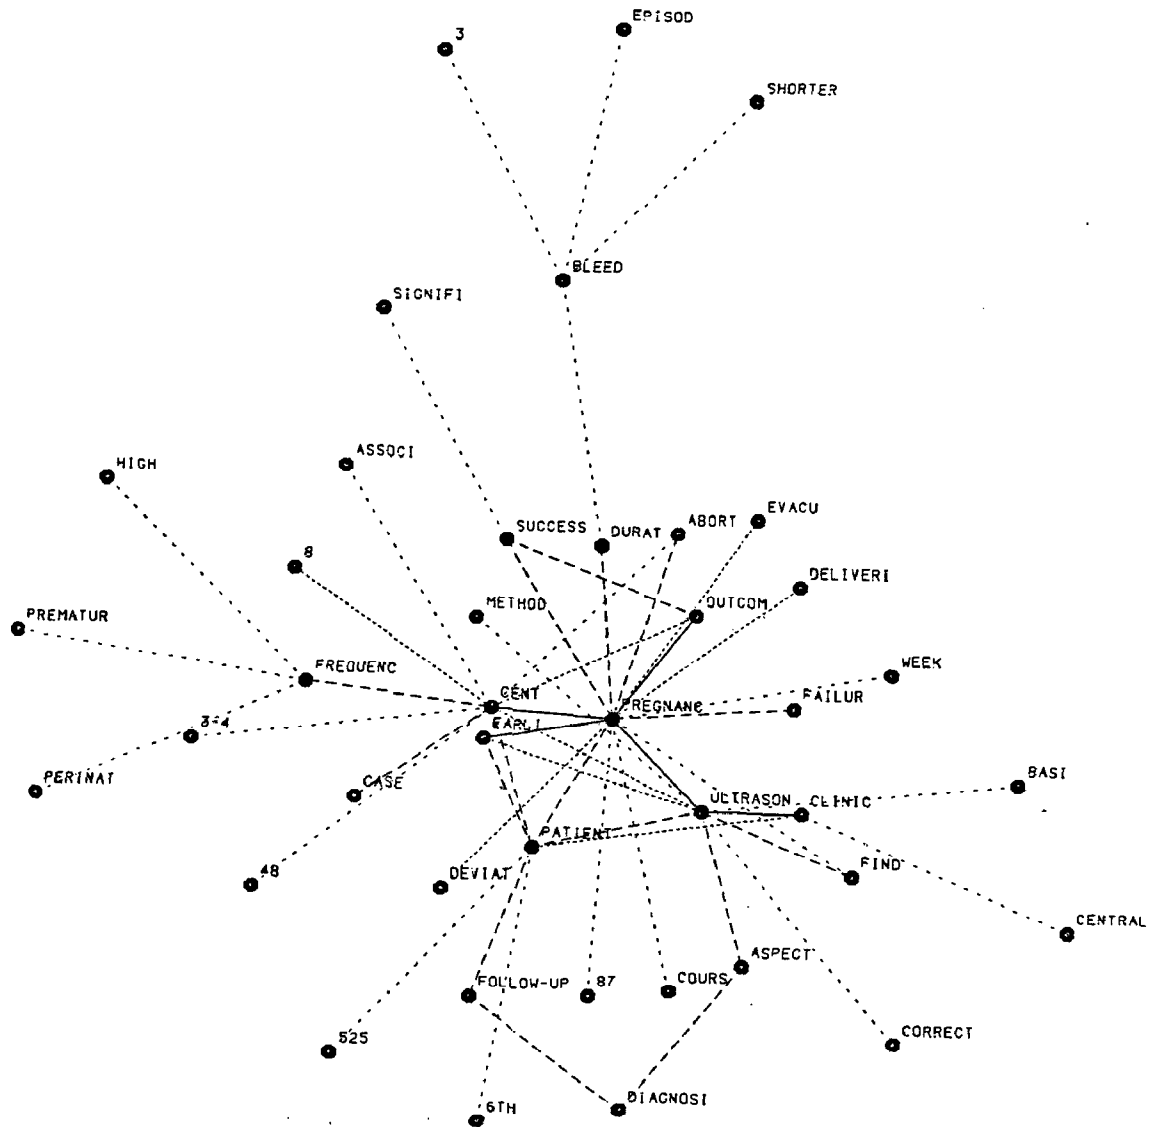 3
EPISOD
SHORTER
BLEED
SIGNIFI
ASSOCI
HIGH
SUCCESS
DURAT
ABORT
EVACU
8
DELIVERI
METHOD
OUTCOM
PREMATUR
FREQUENC
WEEK
CENT
PREGNANC
FAILUR
3-4
EARLI
PERINAT
CASE
ULTRASON
CLINIC
BASI
PATIENT
48
DEVIAT
FIND
CENTRAL
ASPECT
FOLLOW-UP
87
COURS
525
CORRECT
6TH
DIAGNOSI